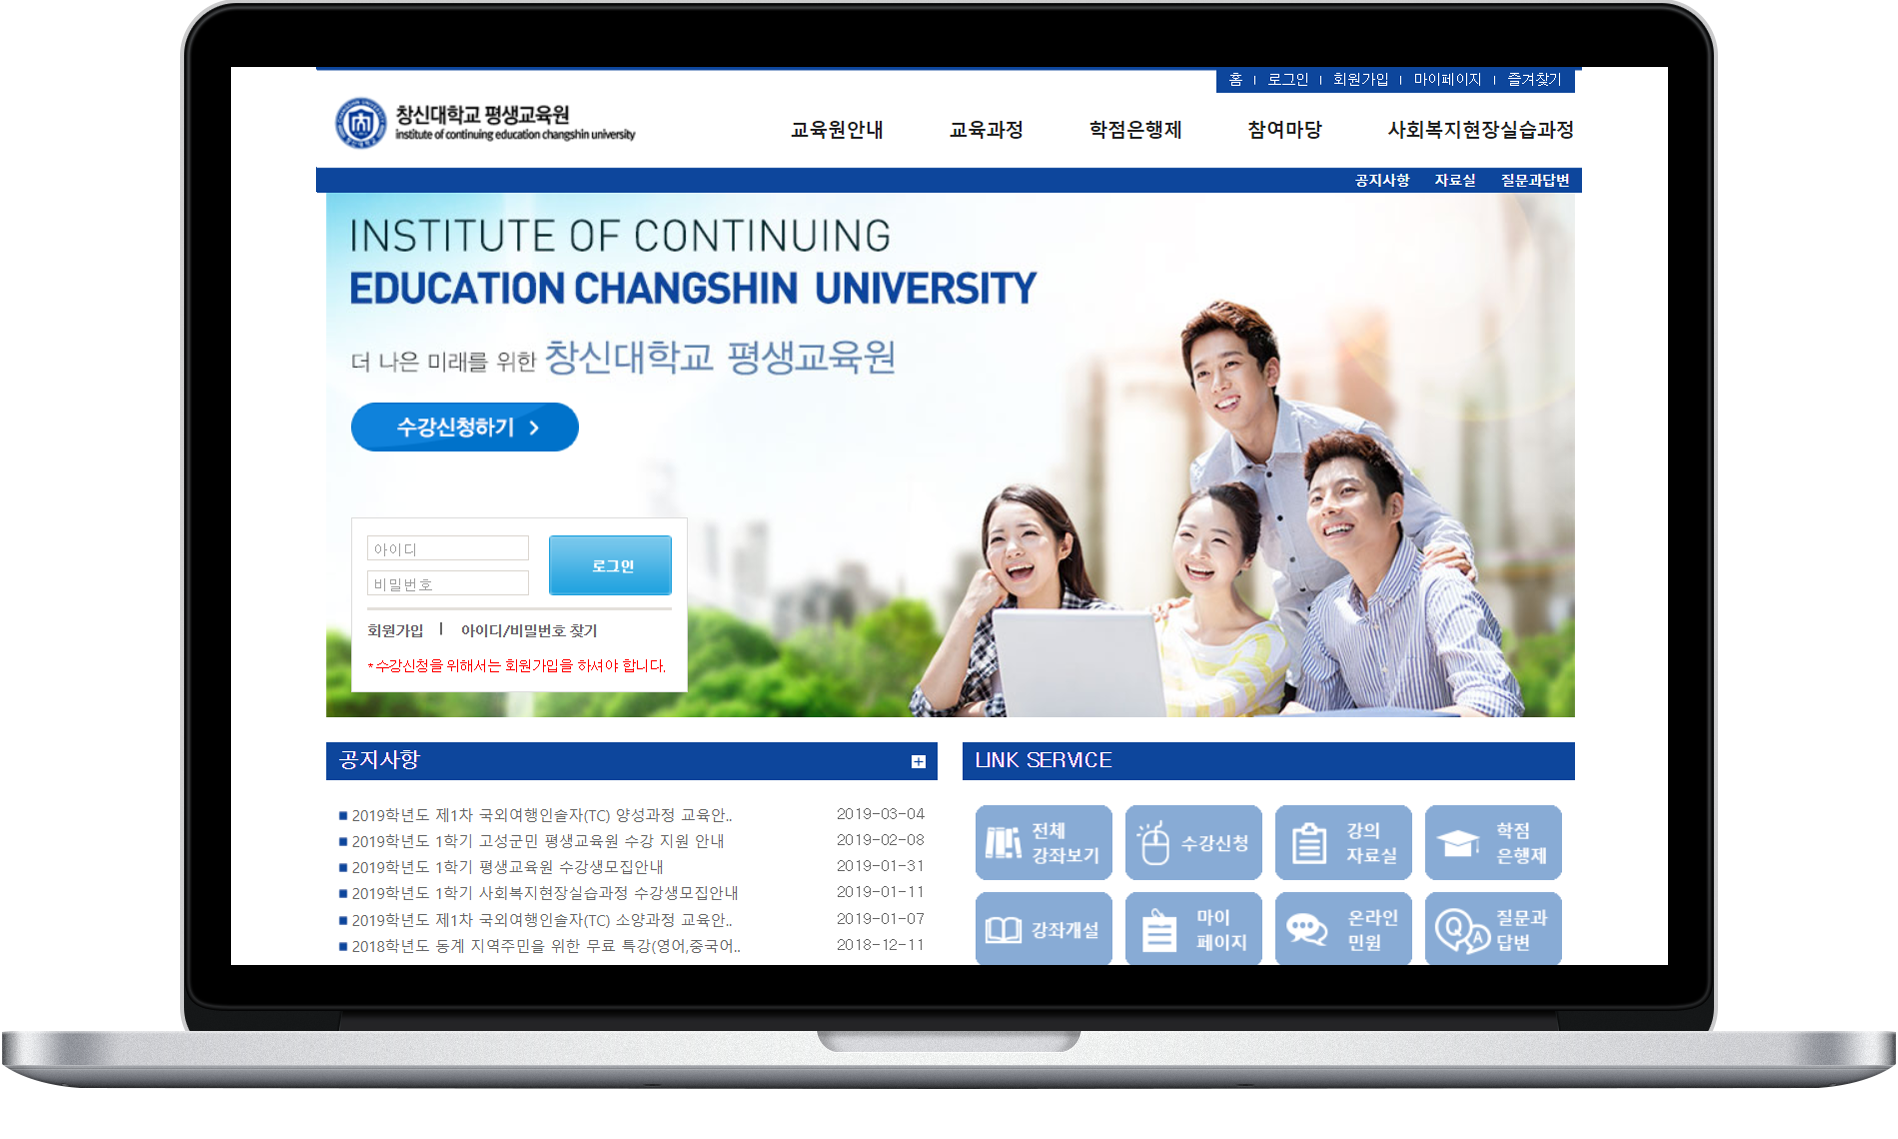 홈 | 로그인 | 회원가입 | 마이페이지 | 즐겨찾기
창신대학교 평생교육원
institute of continuing education changshin university
교육원안내 교육과정 학점은행제 참여마당 사회복지현장실습과정
공지사항 자료실 질문과답변
INSTITUTE OF CONTINUING
EDUCATION CHANGSHIN UNIVERSITY
더 나은 미래를 위한 창신대학교 평생교육원
수강신청하기 >
아이디
비밀번호
로그인
회원가입 | 아이디/비밀번호 찾기
*수강신청을 위해서는 회원가입을 하셔야 합니다.
공지사항
2019학년도 제1차 국외여행인솔자(TC) 양성과정 교육안.. 2019-03-04
2019학년도 1학기 고성군민 평생교육원 수강 지원 안내 2019-02-08
2019학년도 1학기 평생교육원 수강생모집안내 2019-01-31
2019학년도 1학기 사회복지현장실습과정 수강생모집안내 2019-01-11
2019학년도 제1차 국외여행인솔자(TC) 소양과정 교육안.. 2019-01-07
2018학년도 동계 지역주민을 위한 무료 특강(영어,중국어.. 2018-12-11
LINK SERVICE
전체
강좌보기
수강신청
강의
자료실
학점
은행제
강좌개설
마이
페이지
온라인
민원
Q A
질문과
답변